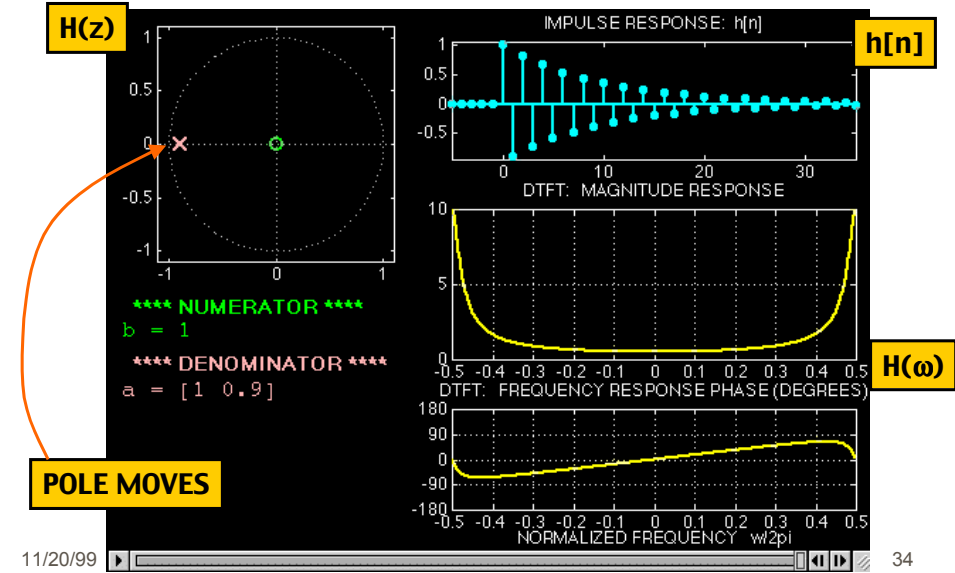 H(z)
1
0.5
0
-0.5
-1
-1 0 1
**** NUMERATOR ****
b = 1
**** DENOMINATOR ****
a = [1 0.9]
POLE MOVES
IMPULSE RESPONSE: h[n]
h[n]
1
0.5
0
-0.5
0 10 20 30
DTFT: MAGNITUDE RESPONSE
10
5
0
-0.5 -0.4 -0.3 -0.2 -0.1 0 0.1 0.2 0.3 0.4 0.5
H(ω)
DTFT: FREQUENCY RESPONSE PHASE (DEGREES)
180
90
0
-90
-180
-0.5 -0.4 -0.3 -0.2 -0.1 0 0.1 0.2 0.3 0.4 0.5
NORMALIZED FREQUENCY w/2pi
11/20/99
34